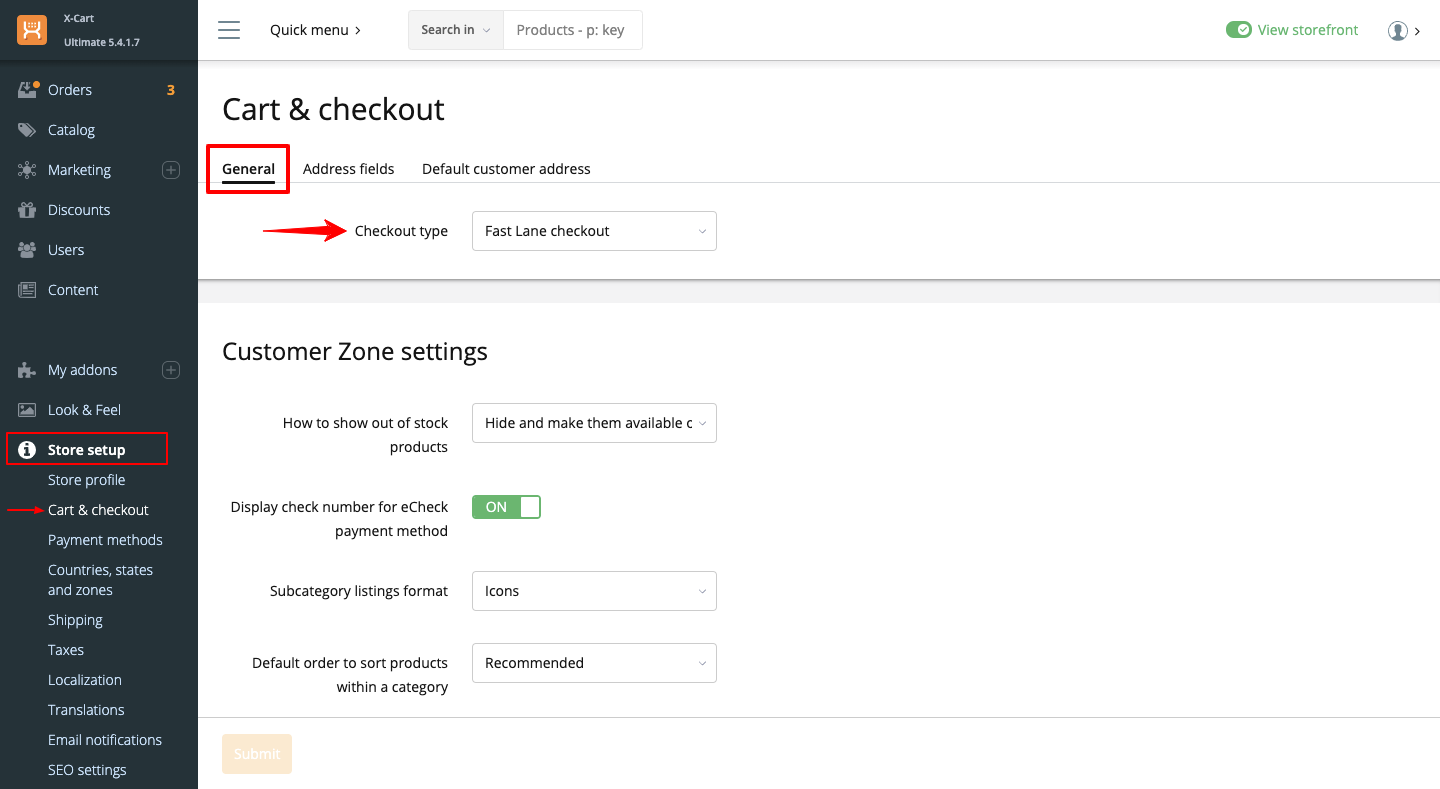 X-Cart
Ultimate 5.4.1.7
Quick menu
Search in
Products - p: key
View storefront
Orders 3
Catalog
Marketing
Discounts
Users
Content
My addons
Look & Feel
Store setup
Store profile
Cart & checkout
Payment methods
Countries, states
and zones
Shipping
Taxes
Localization
Translations
Email notifications
SEO settings
Cart & checkout
General
Address fields
Default customer address
Checkout type
Fast Lane checkout
Customer Zone settings
How to show out of stock
products
Hide and make them available o
Display check number for eCheck
payment method
ON
Subcategory listings format
Icons
Default order to sort products
within a category
Recommended
Submit